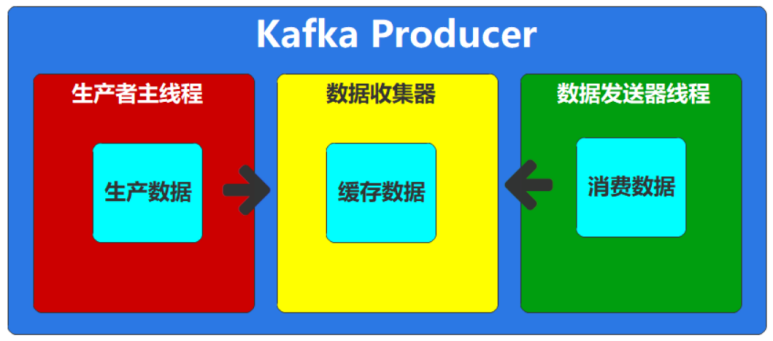 Kafka Producer
生产者主线程
数据收集器
数据发送器线程
生产数据
缓存数据
消费数据